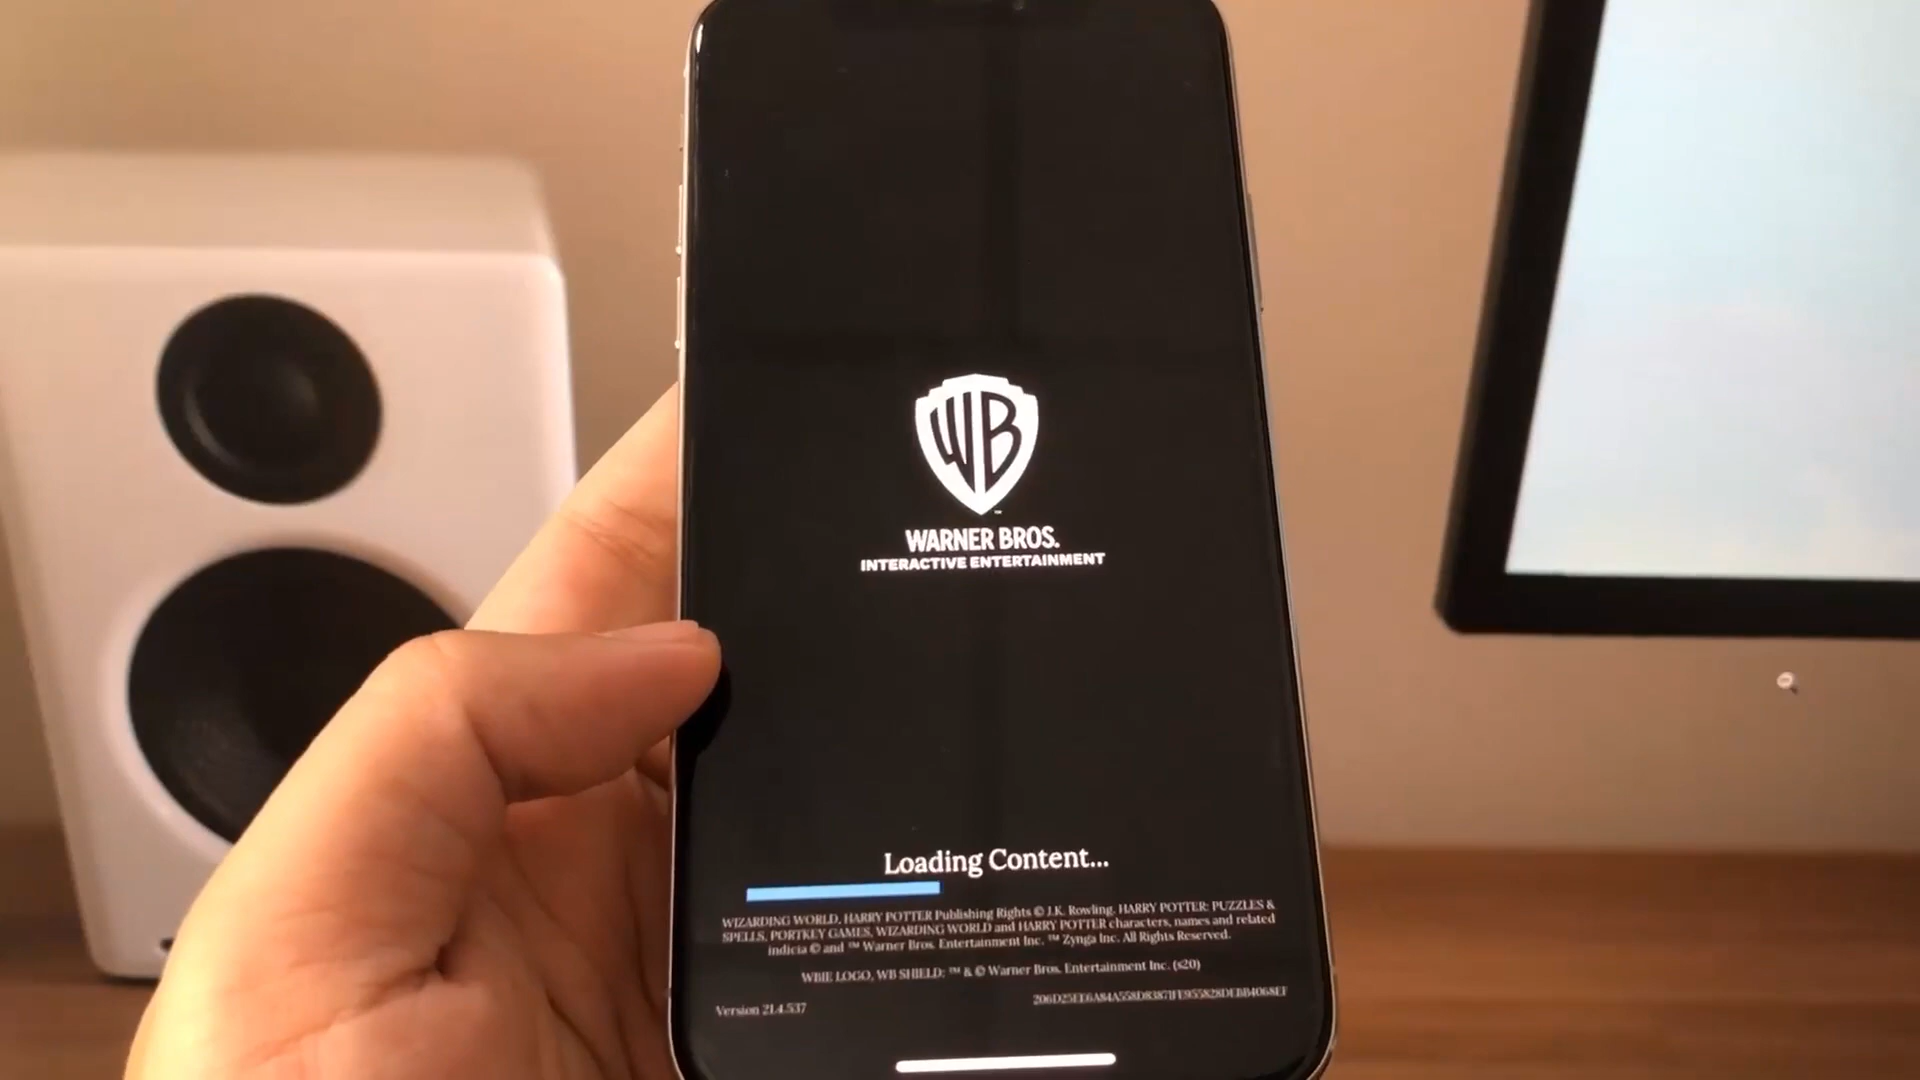 WB
WARNER BROS.
INTERACTIVE ENTERTAINMENT
Loading Content...
WIZARDING WORLD, HARRY POTTER Publishing Rights © J.K. Rowling. HARRY POTTER: PUZZLES &
SPELLS, PORTKEY GAMES, WIZARDING WORLD and HARRY POTTER characters, names and related
indicia © and ™ Warner Bros. Entertainment Inc. ™ Zynga Inc. All Rights Reserved.
WBIE LOGO, WB SHIELD: ™ & © Warner Bros. Entertainment Inc. (s20)
Version 21.4.537